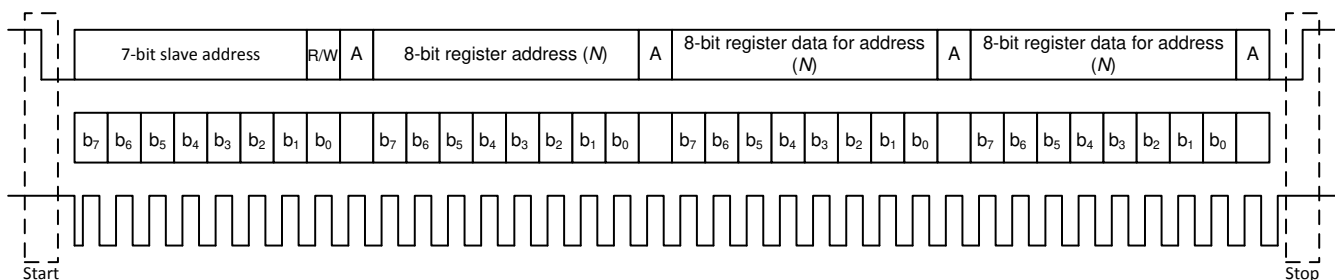 7-bit slave address R/W A 8-bit register address (N) A 8-bit register data for address (N) A 8-bit register data for address (N) A
b7 b6 b5 b4 b3 b2 b1 b0 b7 b6 b5 b4 b3 b2 b1 b0 b7 b6 b5 b4 b3 b2 b1 b0 b7 b6 b5 b4 b3 b2 b1 b0
Start Stop